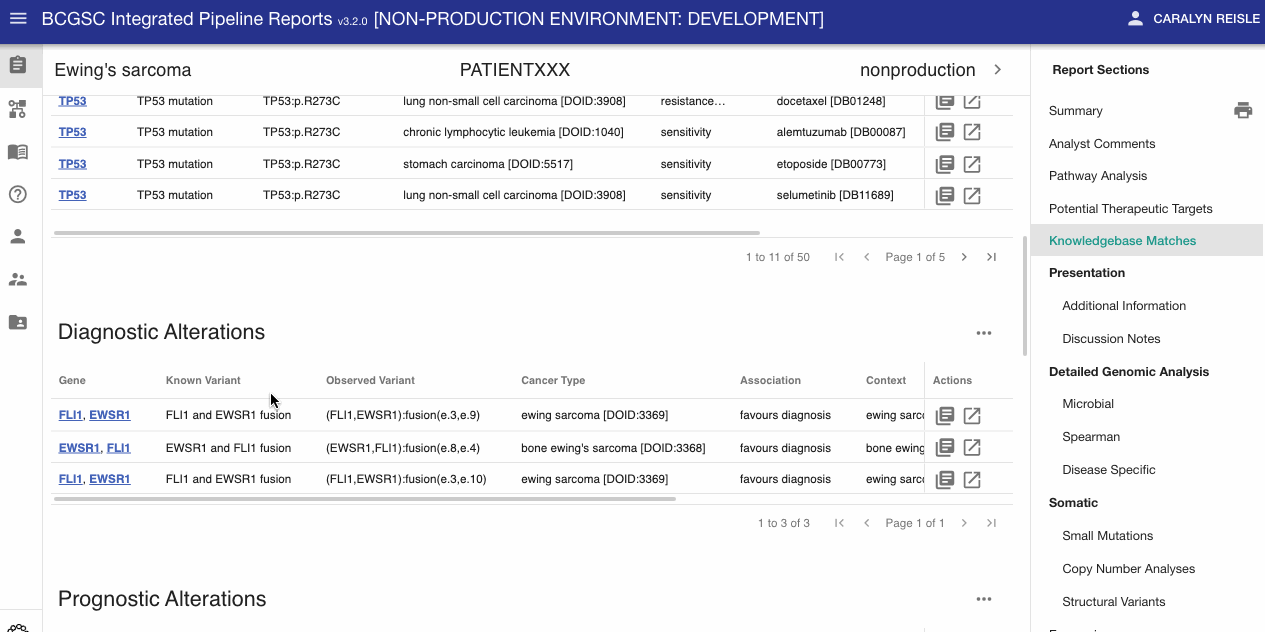 BCGSC Integrated Pipeline Reports v3.2.0 [NON-PRODUCTION ENVIRONMENT: DEVELOPMENT] CARALYN REISLE
Ewing's sarcoma PATIENTXXX nonproduction
TP53 TP53 mutation TP53:p.R273C lung non-small cell carcinoma [DOID:3908] resistance... docetaxel [DB01248]
TP53 TP53 mutation TP53:p.R273C chronic lymphocytic leukemia [DOID:1040] sensitivity alemtuzumab [DB00087]
TP53 TP53 mutation TP53:p.R273C stomach carcinoma [DOID:5517] sensitivity etoposide [DB00773]
TP53 TP53 mutation TP53:p.R273C lung non-small cell carcinoma [DOID:3908] sensitivity selumetinib [DB11689]
1 to 11 of 50 Page 1 of 5
Diagnostic Alterations
Gene Known Variant Observed Variant Cancer Type Association Context Actions
FLI1, EWSR1 FLI1 and EWSR1 fusion (FLI1,EWSR1):fusion(e.3,e.9) ewing sarcoma [DOID:3369] favours diagnosis ewing sarc
EWSR1, FLI1 EWSR1 and FLI1 fusion (EWSR1,FLI1):fusion(e.8,e.4) bone ewing's sarcoma [DOID:3368] favours diagnosis bone ewing
FLI1, EWSR1 FLI1 and EWSR1 fusion (FLI1,EWSR1):fusion(e.3,e.10) ewing sarcoma [DOID:3369] favours diagnosis ewing sarc
1 to 3 of 3 Page 1 of 1
Prognostic Alterations
Report Sections
Summary
Analyst Comments
Pathway Analysis
Potential Therapeutic Targets
Knowledgebase Matches
Presentation
Additional Information
Discussion Notes
Detailed Genomic Analysis
Microbial
Spearman
Disease Specific
Somatic
Small Mutations
Copy Number Analyses
Structural Variants